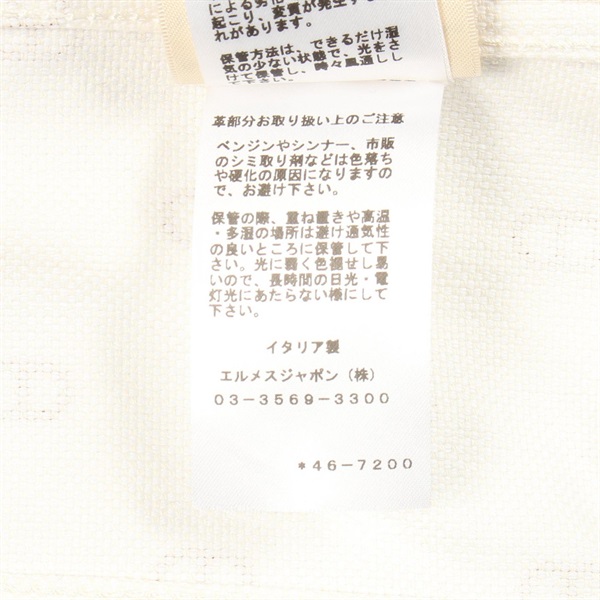 起こり、変質が発生する
れがあります。
保管方法は、できるだけ湿
気の少ない状態で、光をさ
けて保管し、時々風通しし
て下さい。
革部分お取り扱い上のご注意
ベンジンやシンナー、市販
のシミ取り剤などは色落ち
や硬化の原因になりますの
で、お避け下さい。
保管の際、重ね置きや高温
・多湿の場所は避け通気性
の良いところに保管して下
さい。光に弱く色褪せし易
いので、長時間の日光・電
灯光にあたらない様にして
下さい。
イタリア製
エルメスジャポン（株）
03-3569-3300
*46-7200